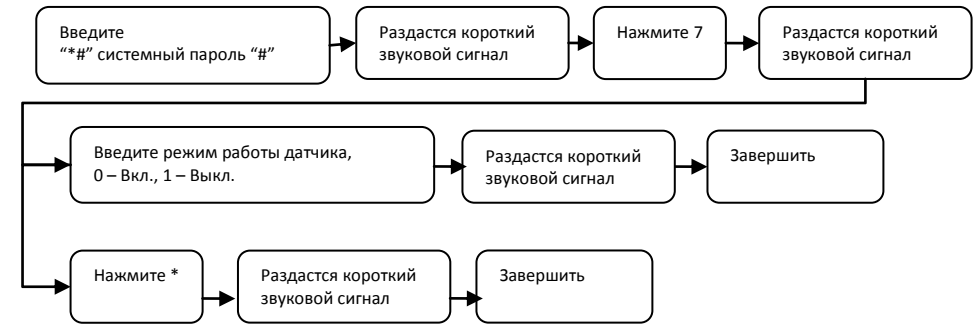 Введите
“*#” системный пароль “#”
Раздастся короткий
звуковой сигнал
Нажмите 7
Раздастся короткий
звуковой сигнал
Введите режим работы датчика,
0 – Вкл., 1 – Выкл.
Раздастся короткий
звуковой сигнал
Завершить
Нажмите *
Раздастся короткий
звуковой сигнал
Завершить